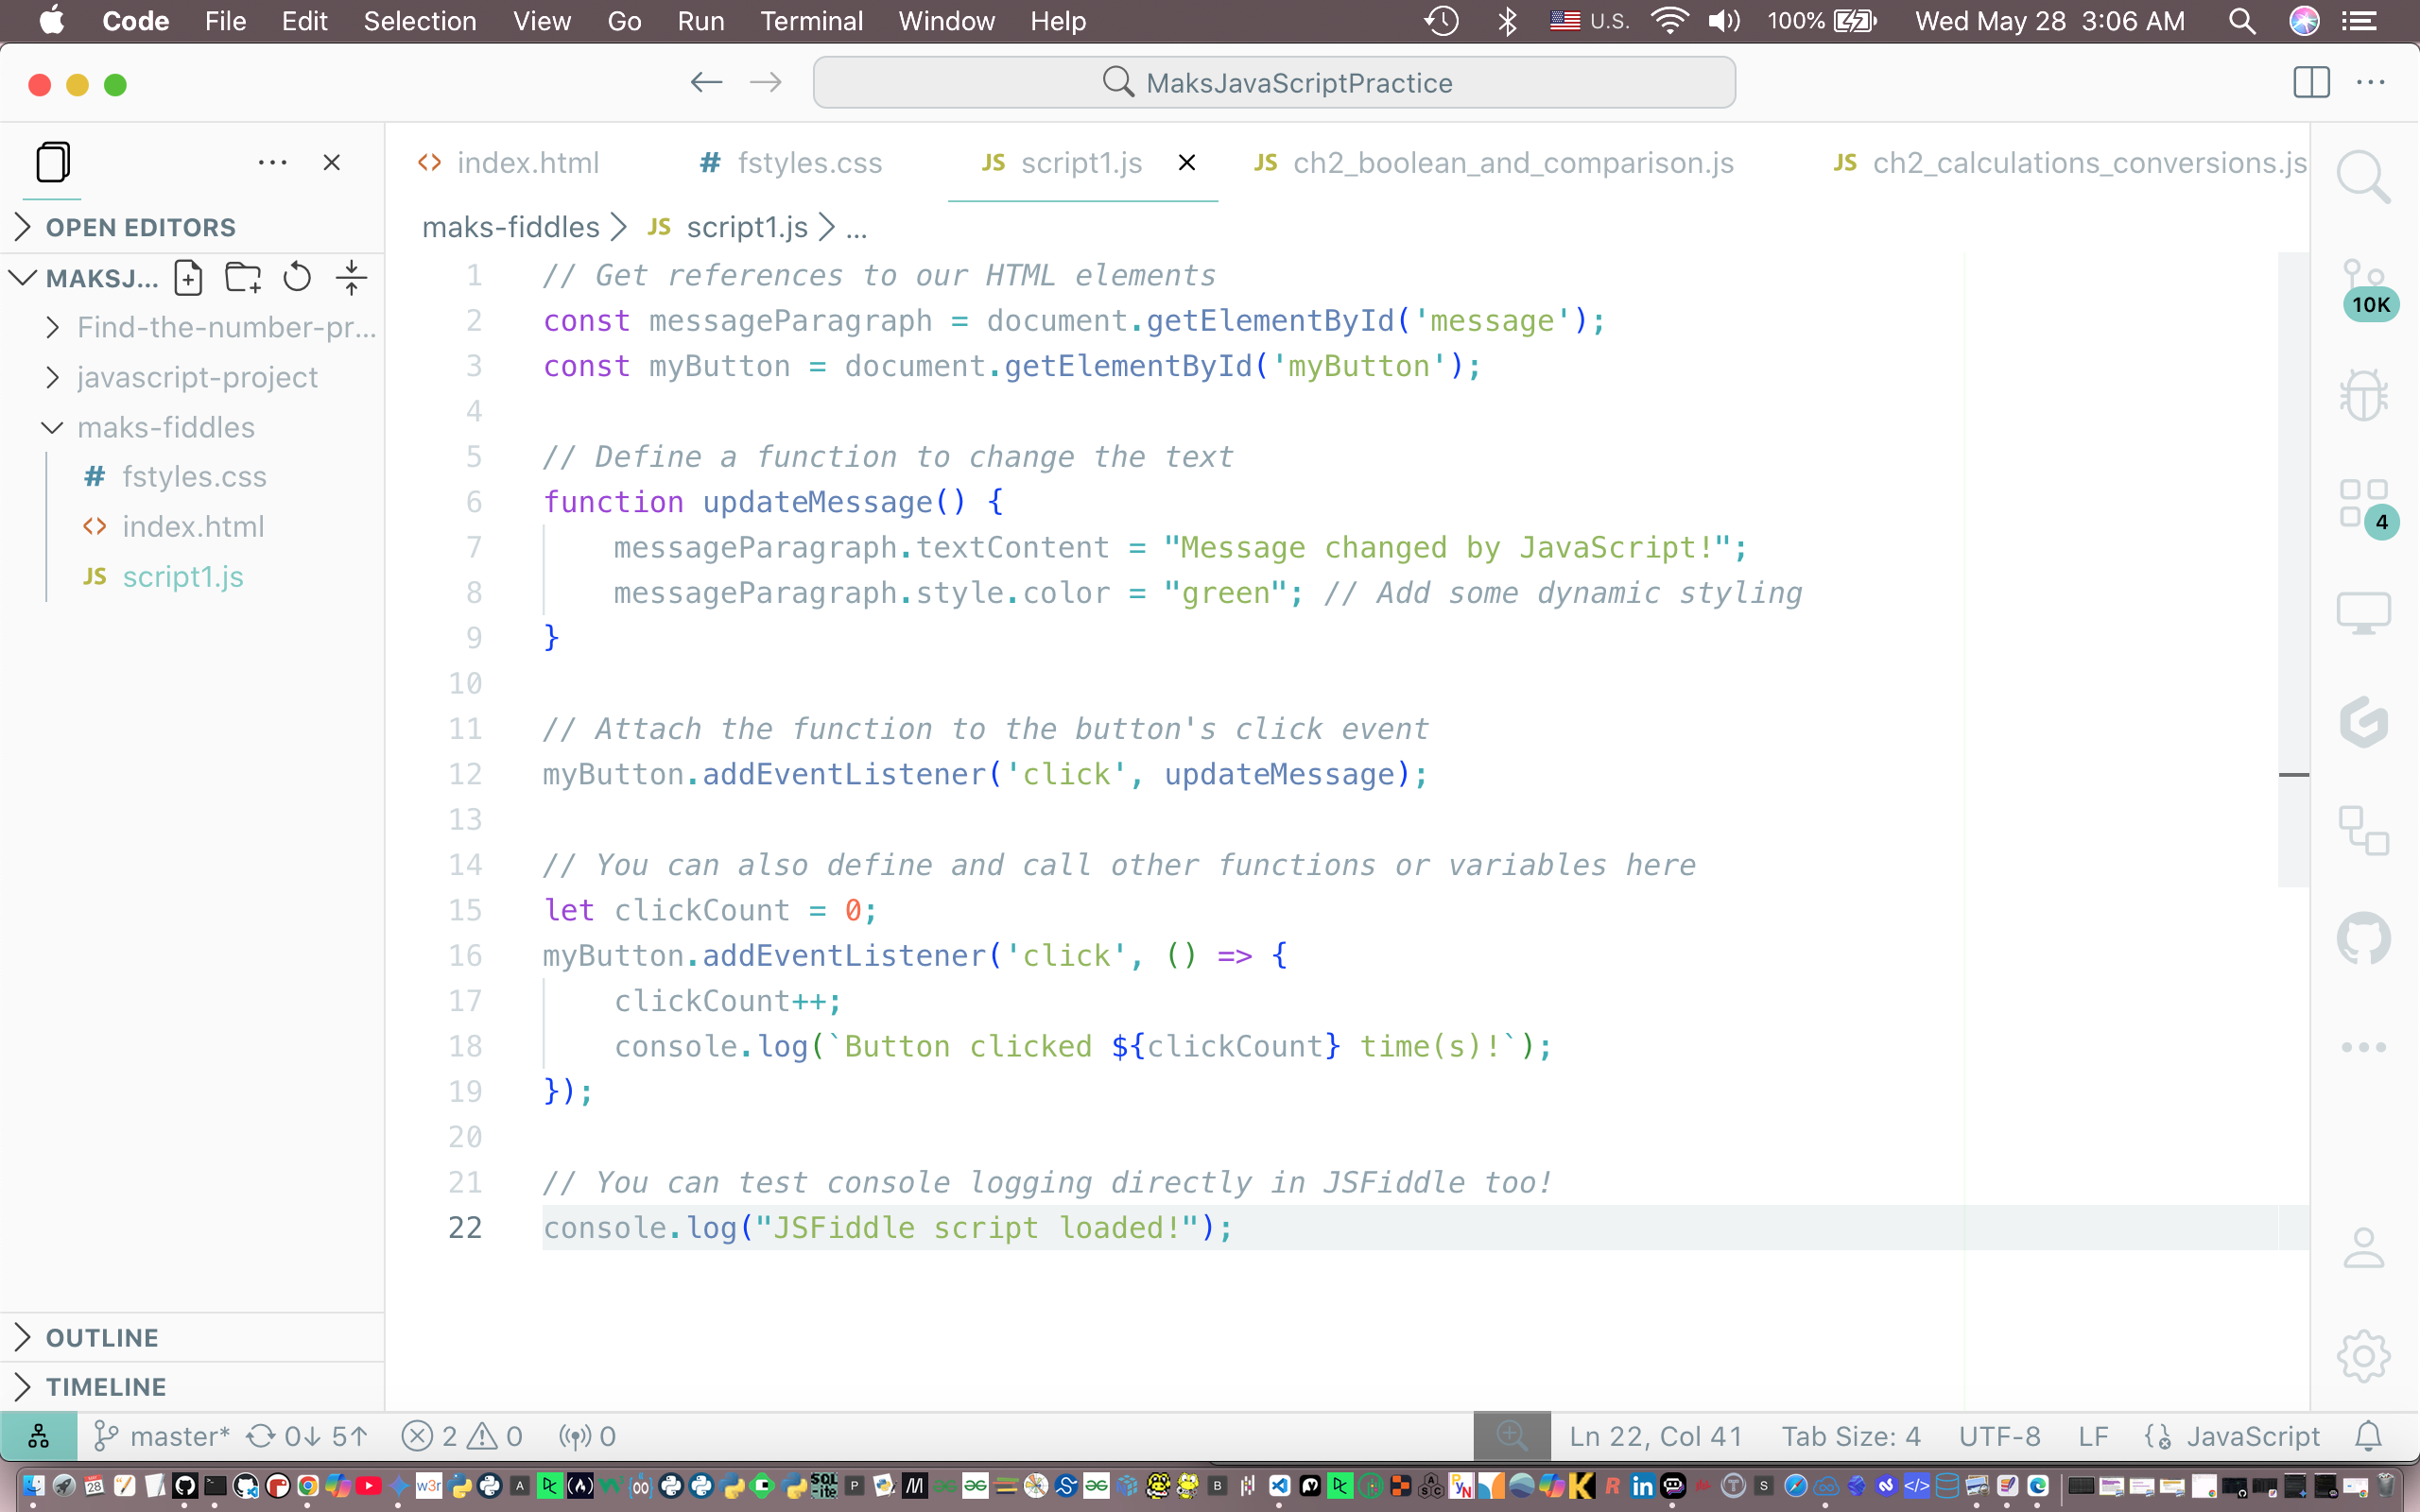 Code File Edit Selection View Go Run Terminal Window Help U.S. 100% Wed May 28 3:06 AM
MaksJavaScriptPractice
index.html # fstyles.css JS script1.js JS ch2_boolean_and_comparison.js JS ch2_calculations_conversions.js
OPEN EDITORS
MAKSJ...
Find-the-number-pr...
javascript-project
maks-fiddles
# fstyles.css
<> index.html
JS script1.js
OUTLINE
TIMELINE
maks-fiddles > JS script1.js > ...
1 // Get references to our HTML elements
2 const messageParagraph = document.getElementById('message');
3 const myButton = document.getElementById('myButton');
4
5 // Define a function to change the text
6 function updateMessage() {
7 messageParagraph.textContent = "Message changed by JavaScript!";
8 messageParagraph.style.color = "green"; // Add some dynamic styling
9 }
10
11 // Attach the function to the button's click event
12 myButton.addEventListener('click', updateMessage);
13
14 // You can also define and call other functions or variables here
15 let clickCount = 0;
16 myButton.addEventListener('click', () => {
17 clickCount++;
18 console.log(`Button clicked ${clickCount} time(s)!`);
19 });
20
21 // You can test console logging directly in JSFiddle too!
22 console.log("JSFiddle script loaded!");
10K
4
master* 0↓ 5↑ 2 0 0 Ln 22, Col 41 Tab Size: 4 UTF-8 LF JavaScript